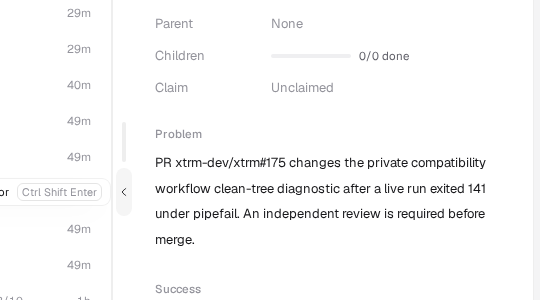 29m
29m
40m
49m
49m
or Ctrl Shift Enter
49m
49m
1h
Parent None
Children 0/0 done
Claim Unclaimed
Problem
PR xtrm-dev/xtrm#175 changes the private compatibility
workflow clean-tree diagnostic after a live run exited 141
under pipefail. An independent review is required before
merge.
Success